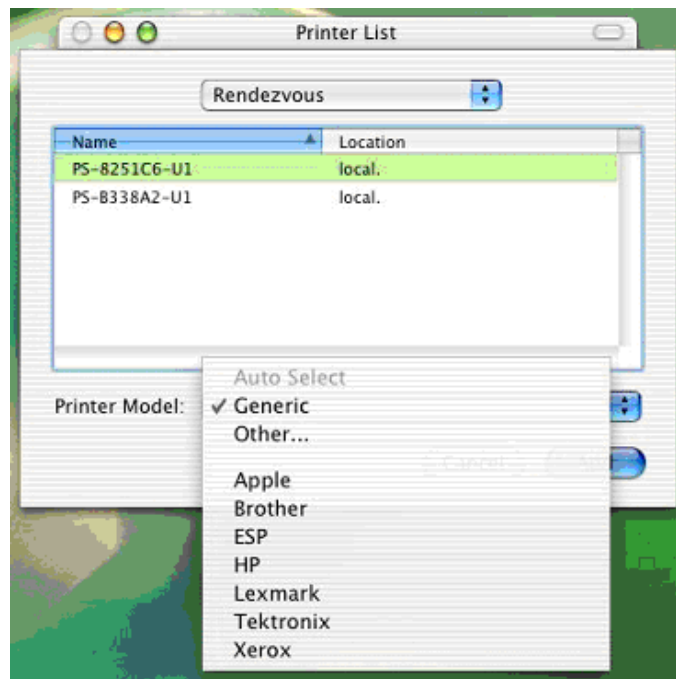 Printer List
Rendezvous
Name Location
PS-8251C6-U1 local.
PS-B338A2-U1 local.
Auto Select
Printer Model: ✓ Generic
Other...
Cancel
Apple
Brother
ESP
HP
Lexmark
Tektronix
Xerox